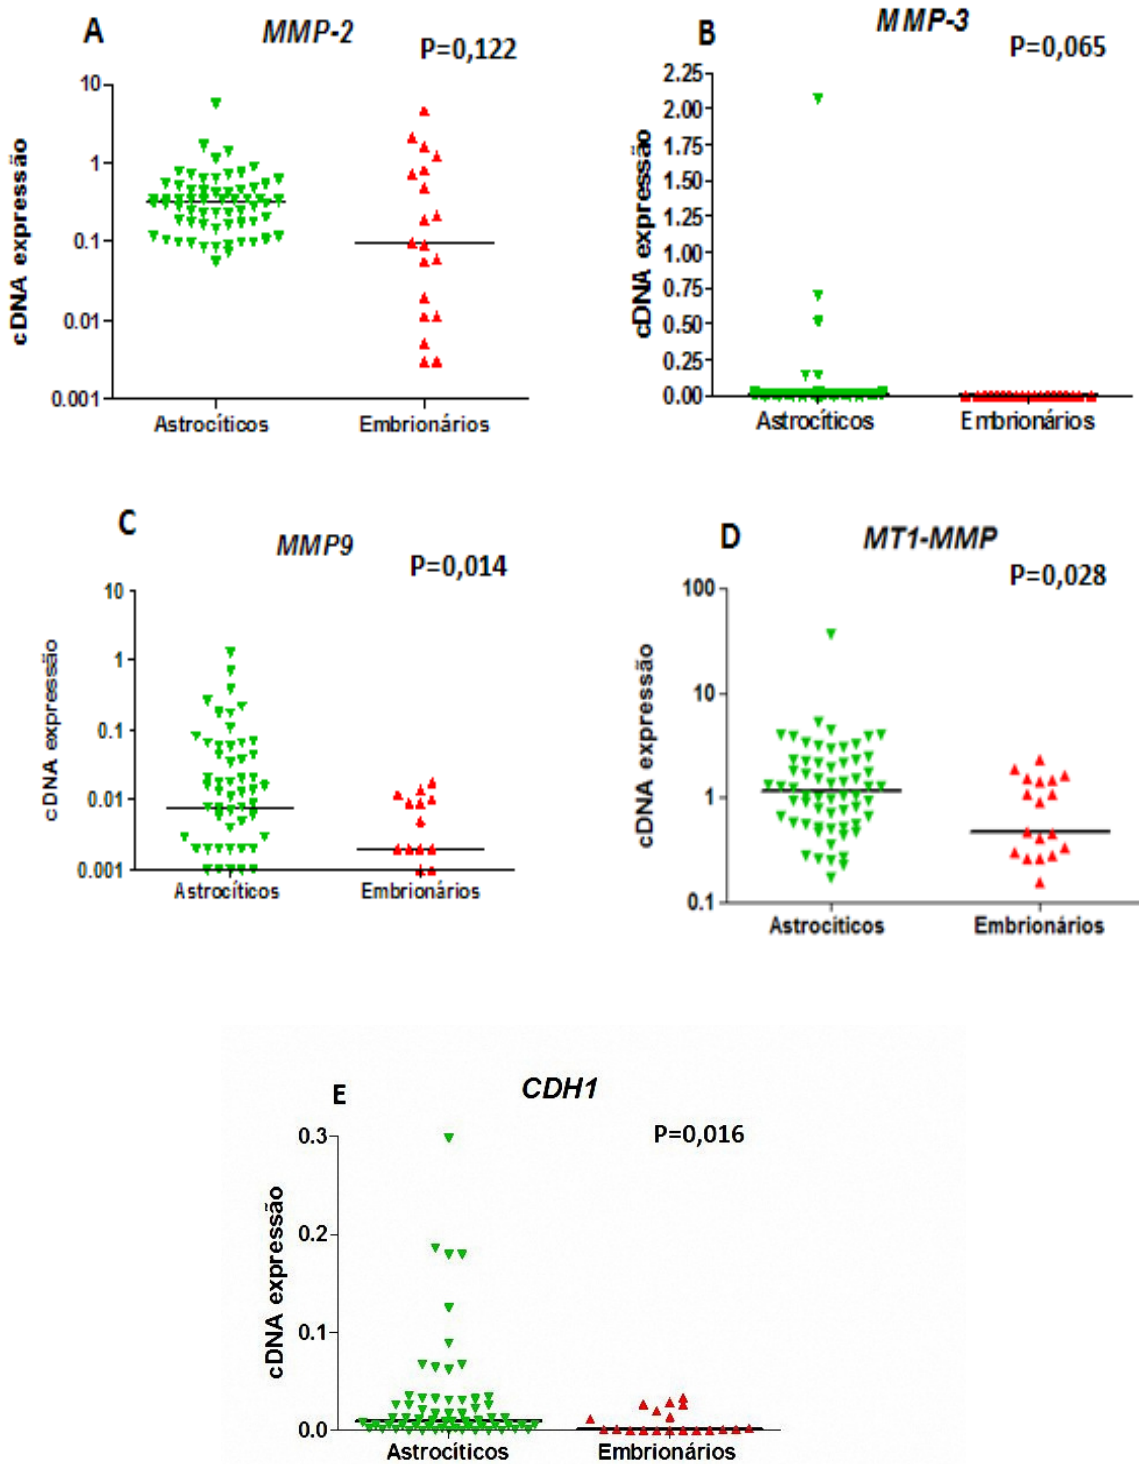 A
MMP-2
P=0,122
cDNA expressão
10
1
0.1
0.01
0.001
Astrocíticos
Embrionários
B
MMP-3
P=0,065
cDNA expressão
2.25
2.00
1.75
1.50
1.25
1.00
0.75
0.50
0.25
0.00
Astrocíticos
Embrionários
C
MMP9
P=0,014
cDNA expressão
10
1
0.1
0.01
0.001
Astrocíticos
Embrionários
D
MT1-MMP
P=0,028
cDNA expressão
100
10
1
0.1
Astrocíticos
Embrionários
E
CDH1
P=0,016
cDNA expressão
0.3
0.2
0.1
0.0
Astrocíticos
Embrionários